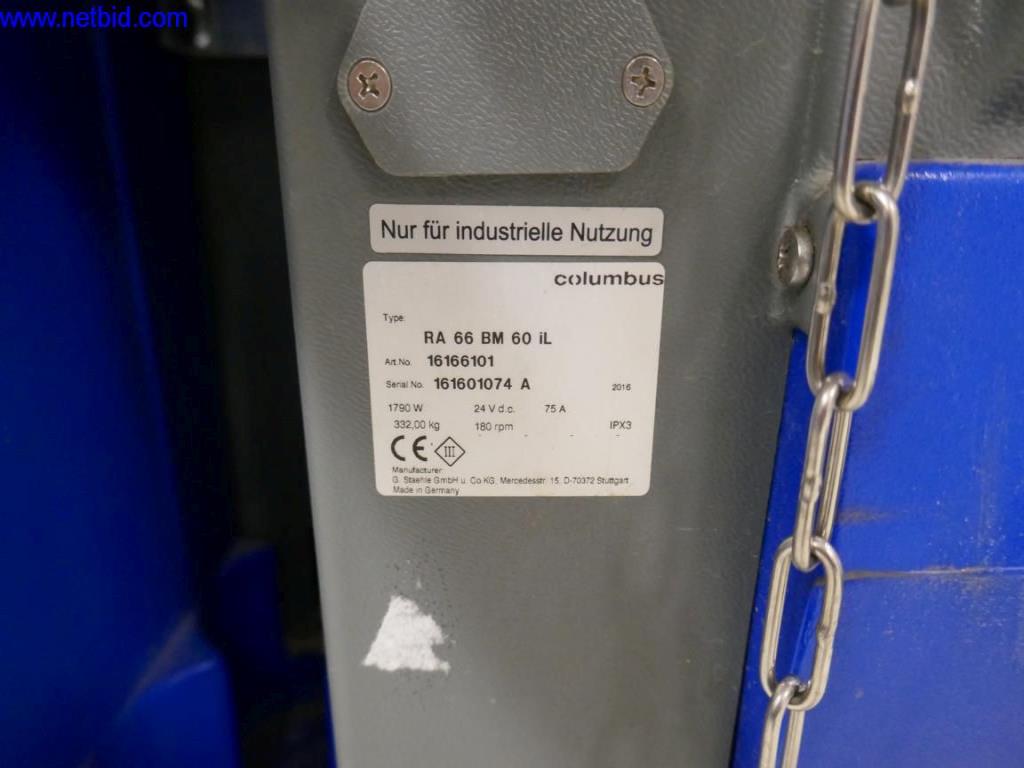 www.netbid.com
Nur für industrielle Nutzung
columbus
Type:
RA 66 BM 60 iL
Art.No. 16166101
Serial No. 161601074 A 2016
1790 W 24 V d.c. 75 A
332,00 kg 180 rpm IPX3
CE III
Manufacturer:
G. Staehle GmbH u. Co KG, Mercedesstr. 15, D-70372 Stuttgart
Made in Germany